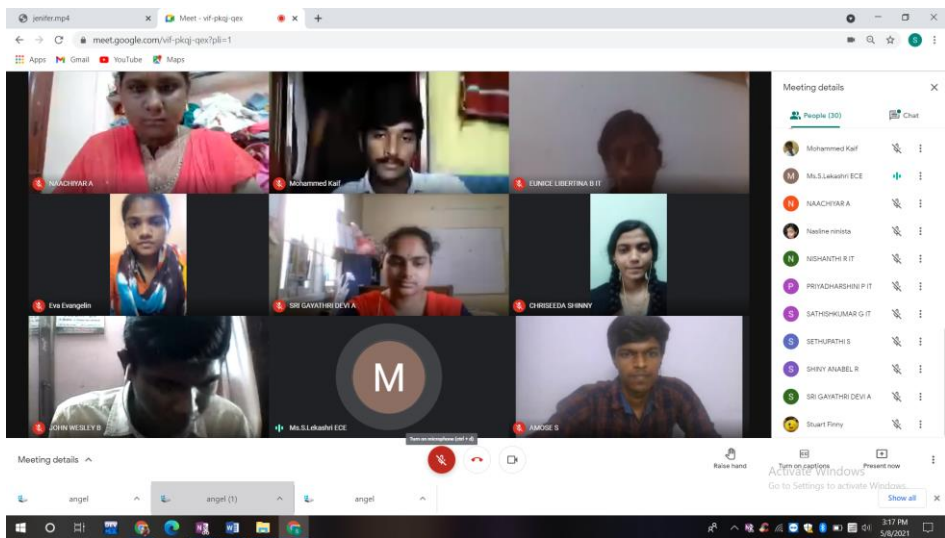 jenifer.mp4
Meet - vif-pkqj-qex
meet.google.com/vif-pkqj-qex?pli=1
S
Apps
Gmail
YouTube
Maps
NAACHIYAR A
Mohammed Kaif
EUNICE LIBERTINA B IT
Eva Evangelin
SRI GAYATHRI DEVI A
CHRISEEDA SHINNY
JOHN WESLEY B
M
Ms.S.Lekashri ECE
AMOSE S
Meeting details
People (30)
Chat
Mohammed Kaif
M
Ms.S.Lekashri ECE
N
NAACHIYAR A
Nasline ninista
N
NISHANTHI R IT
P
PRIYADHARSHINI P IT
S
SATHISHKUMAR G IT
S
SETHUPATHI S
S
SHINY ANABEL R
S
SRI GAYATHRI DEVI A
Stuart Finny
Turn on microphone (ctrl + d)
Meeting details
Raise hand
Turn on captions
Present now
Activate Windows
Go to Settings to activate Windows.
angel
angel (1)
angel
Show all
3:17 PM
5/8/2021